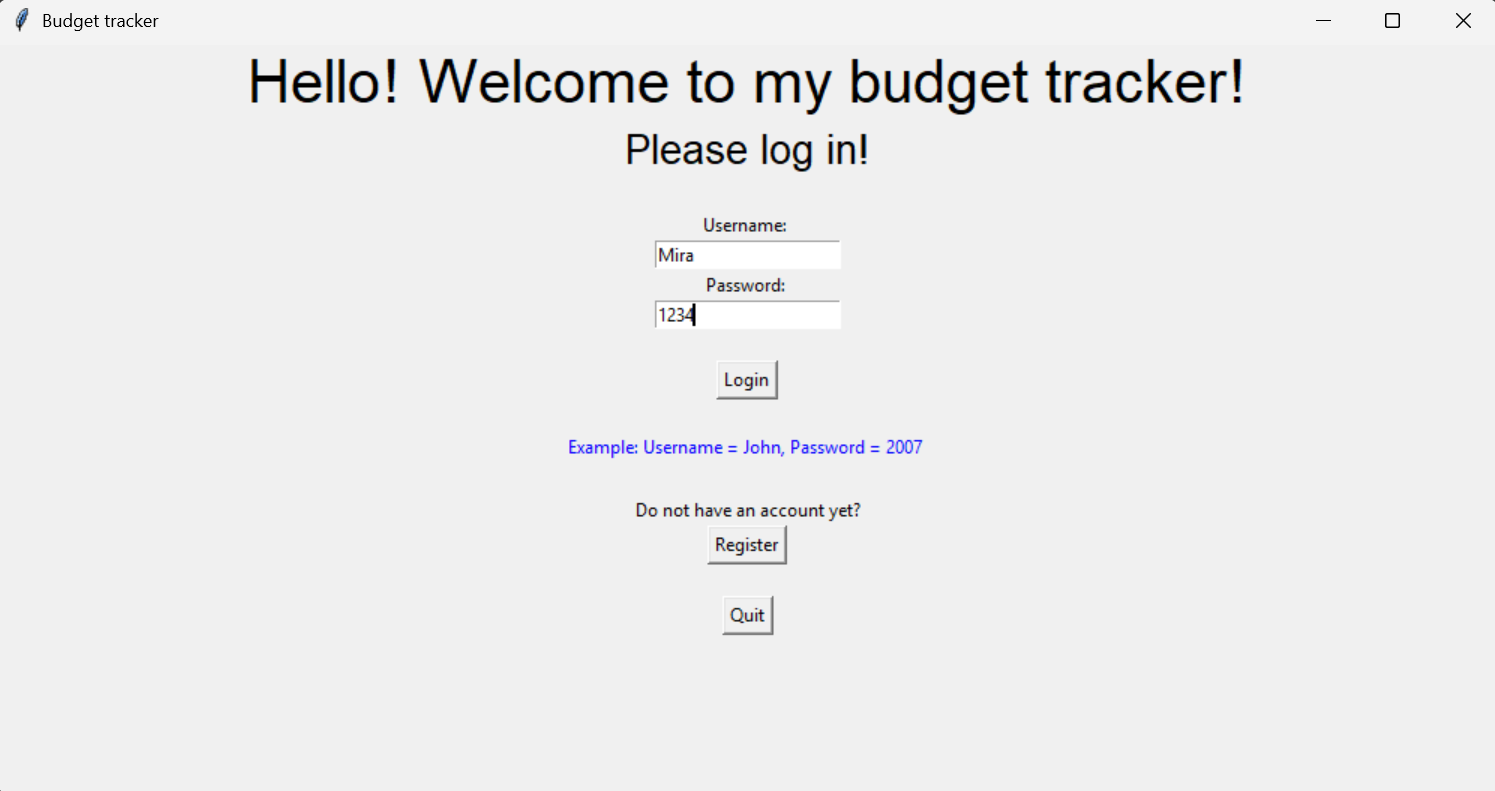 Budget tracker
Hello! Welcome to my budget tracker!
Please log in!
Username:
Mira
Password:
1234
Login
Example: Username = John, Password = 2007
Do not have an account yet?
Register
Quit